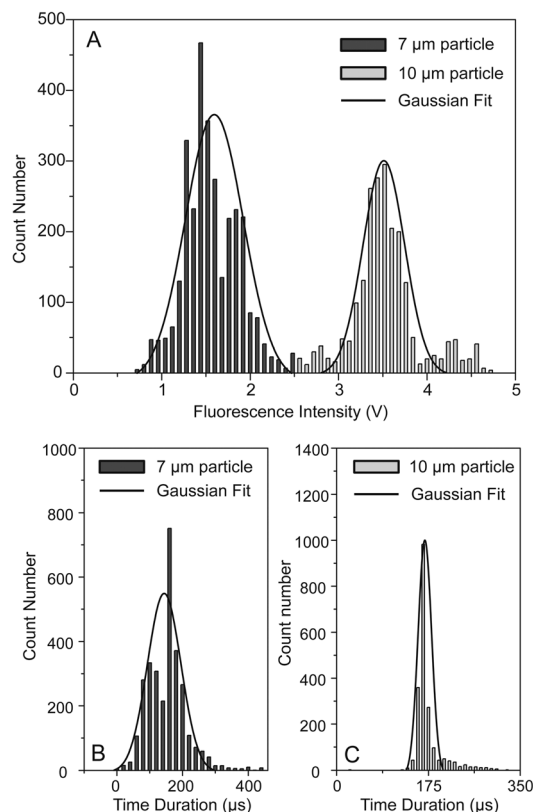 A
7 µm particle
10 µm particle
Gaussian Fit
Count Number
500
400
300
200
100
0
0 1 2 3 4 5
Fluorescence Intensity (V)
B
7 µm particle
Gaussian Fit
Count Number
1000
800
600
400
200
0
0 200 400
Time Duration (µs)
C
10 µm particle
Gaussian Fit
Count number
1400
1200
1000
800
600
400
200
0
0 175 350
Time Duration (µs)